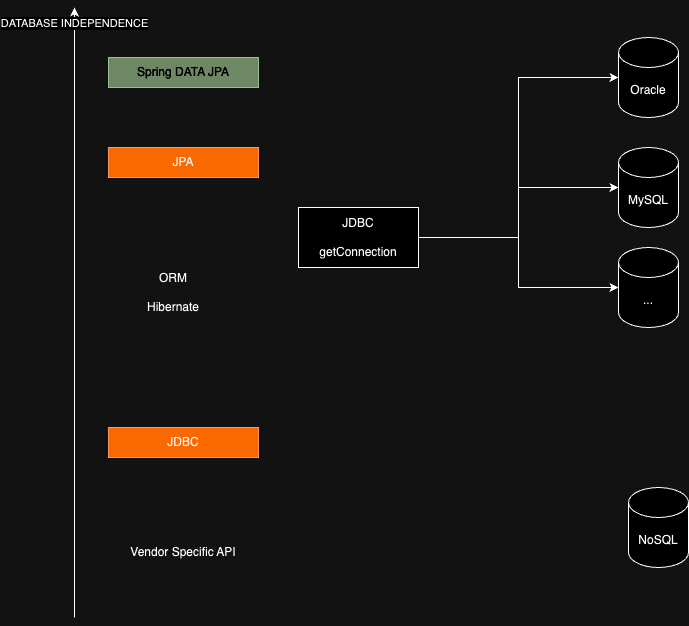 DATABASE INDEPENDENCE
Spring DATA JPA
Oracle
JPA
MySQL
JDBC
getConnection
ORM
Hibernate
...
JDBC
NoSQL
Vendor Specific API